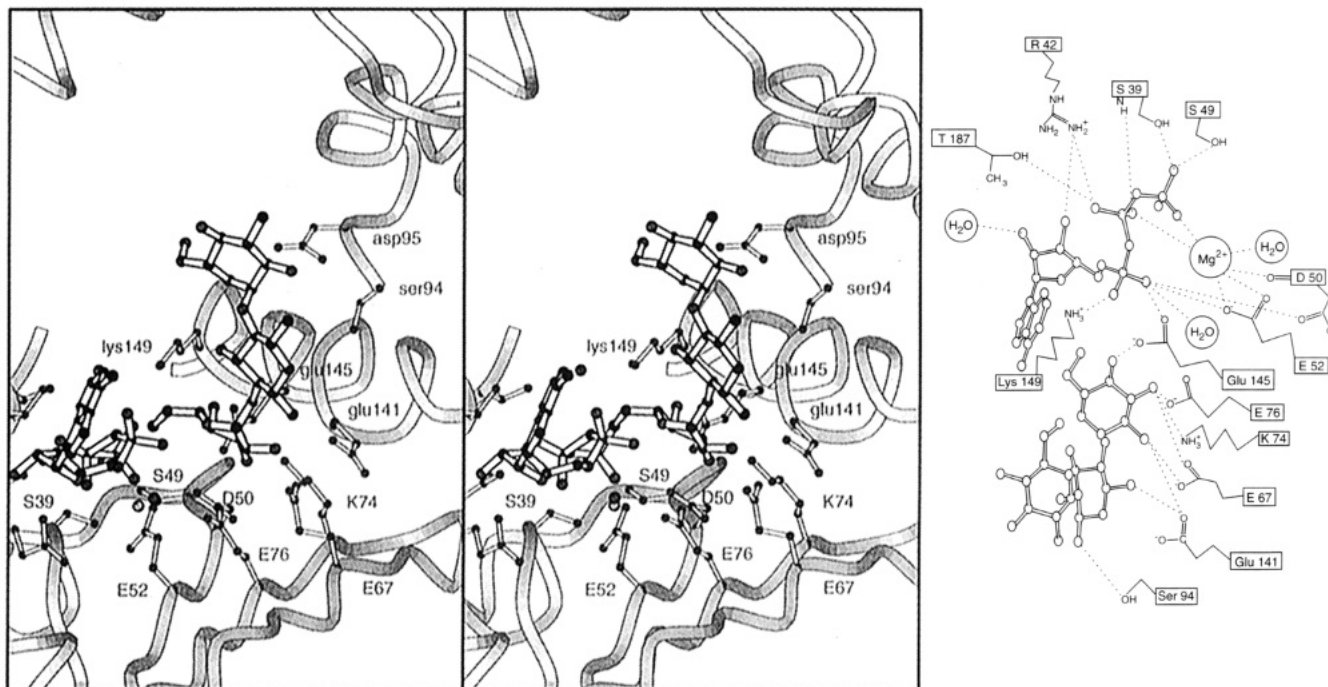 asp95
ser94
lys149
glu145
glu141
S49
S39
D50
K74
E76
E52
E67
asp95
ser94
lys149
glu145
glu141
S49
S39
D50
K74
E76
E52
E67
R 42
S 39
S 49
T 187
NH
NH₂
NH₂⁺
N
H
OH
OH
OH
CH₃
H₂O
Mg²⁺
H₂O
D 50
NH₃⁺
H₂O
E 52
Lys 149
Glu 145
E 76
K 74
NH₃⁺
E 67
Glu 141
Ser 94
OH